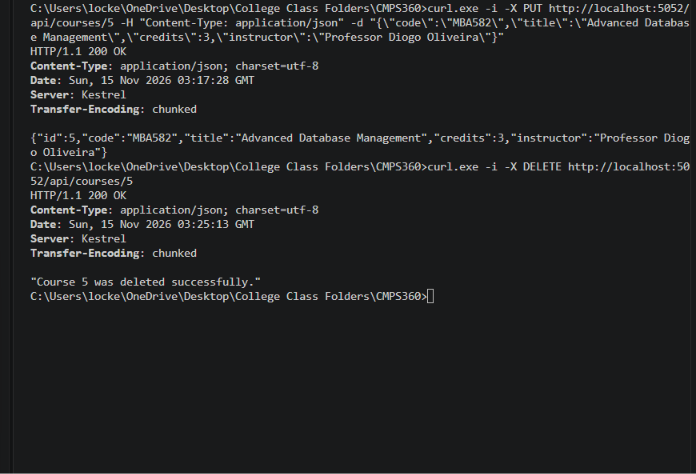 C:\Users\locke\OneDrive\Desktop\College Class Folders\CMPS360>curl.exe -i -X PUT http://localhost:5052/
api/courses/5 -H "Content-Type: application/json" -d "{\"code\":\"MBA582\",\"title\":\"Advanced Databas
e Management\",\"credits\":3,\"instructor\":\"Professor Diogo Oliveira\"}"
HTTP/1.1 200 OK
Content-Type: application/json; charset=utf-8
Date: Sun, 15 Nov 2026 03:17:28 GMT
Server: Kestrel
Transfer-Encoding: chunked

{"id":5,"code":"MBA582","title":"Advanced Database Management","credits":3,"instructor":"Professor Diog
o Oliveira"}
C:\Users\locke\OneDrive\Desktop\College Class Folders\CMPS360>curl.exe -i -X DELETE http://localhost:50
52/api/courses/5
HTTP/1.1 200 OK
Content-Type: application/json; charset=utf-8
Date: Sun, 15 Nov 2026 03:25:13 GMT
Server: Kestrel
Transfer-Encoding: chunked

"Course 5 was deleted successfully."
C:\Users\locke\OneDrive\Desktop\College Class Folders\CMPS360>